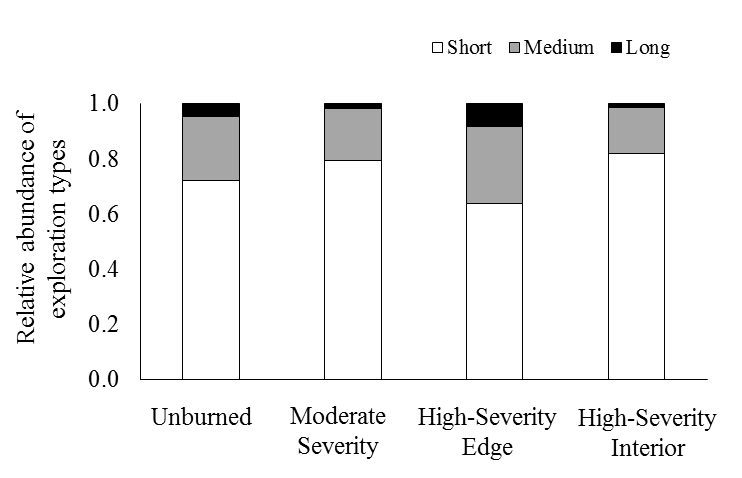 Short Medium Long
Relative abundance of
exploration types
1.0
0.8
0.6
0.4
0.2
0.0
Unburned
Moderate
Severity
High-Severity
Edge
High-Severity
Interior